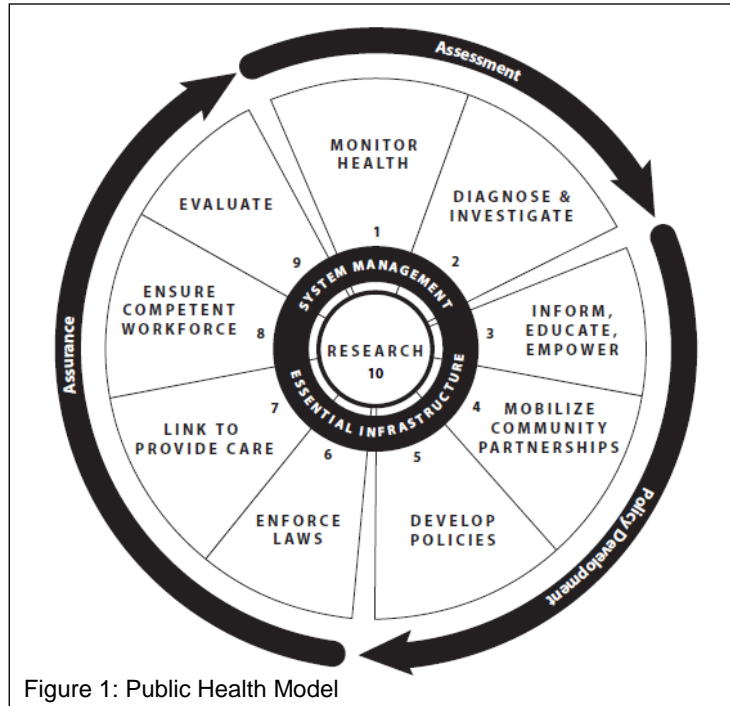 Assessment
MONITOR
HEALTH
1
DIAGNOSE &
INVESTIGATE
2
INFORM,
EDUCATE,
EMPOWER
3
MOBILIZE
COMMUNITY
PARTNERSHIPS
4
Policy Development
DEVELOP
POLICIES
5
ENFORCE
LAWS
6
LINK TO
PROVIDE CARE
7
ENSURE
COMPETENT
WORKFORCE
8
EVALUATE
9
Assurance
SYSTEM MANAGEMENT
RESEARCH
10
ESSENTIAL INFRASTRUCTURE
Figure 1: Public Health Model